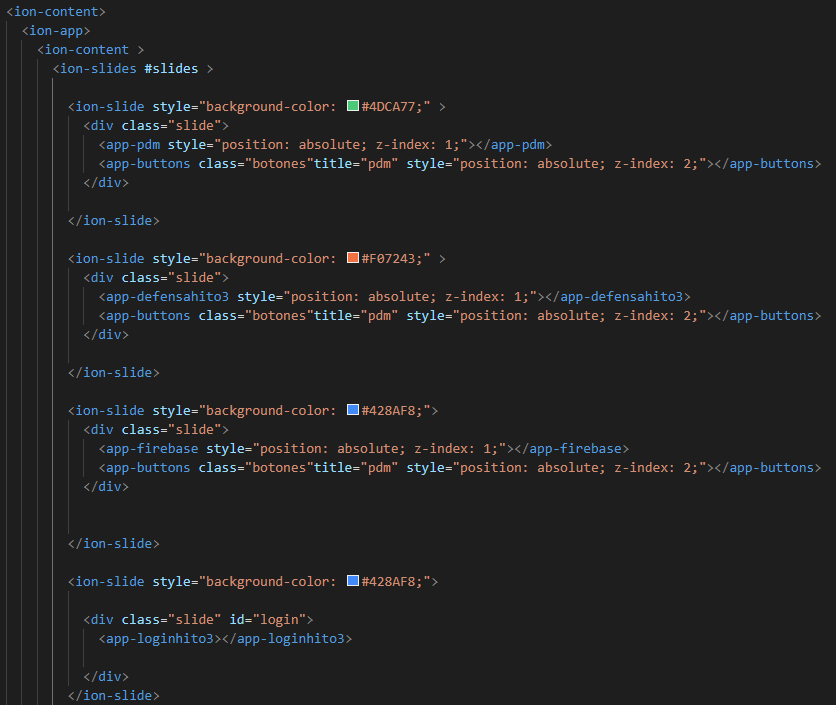 <ion-content>
<ion-app>
<ion-content >
<ion-slides #slides >
<ion-slide style="background-color: #4DCA77;" >
<div class="slide">
<app-pdm style="position: absolute; z-index: 1;"></app-pdm>
<app-buttons class="botones"title="pdm" style="position: absolute; z-index: 2;"></app-buttons>
</div>
</ion-slide>
<ion-slide style="background-color: #F07243;" >
<div class="slide">
<app-defensahito3 style="position: absolute; z-index: 1;"></app-defensahito3>
<app-buttons class="botones"title="pdm" style="position: absolute; z-index: 2;"></app-buttons>
</div>
</ion-slide>
<ion-slide style="background-color: #428AF8;">
<div class="slide">
<app-firebase style="position: absolute; z-index: 1;"></app-firebase>
<app-buttons class="botones"title="pdm" style="position: absolute; z-index: 2;"></app-buttons>
</div>
</ion-slide>
<ion-slide style="background-color: #428AF8;">
<div class="slide" id="login">
<app-loginhito3></app-loginhito3>
</div>
</ion-slide>